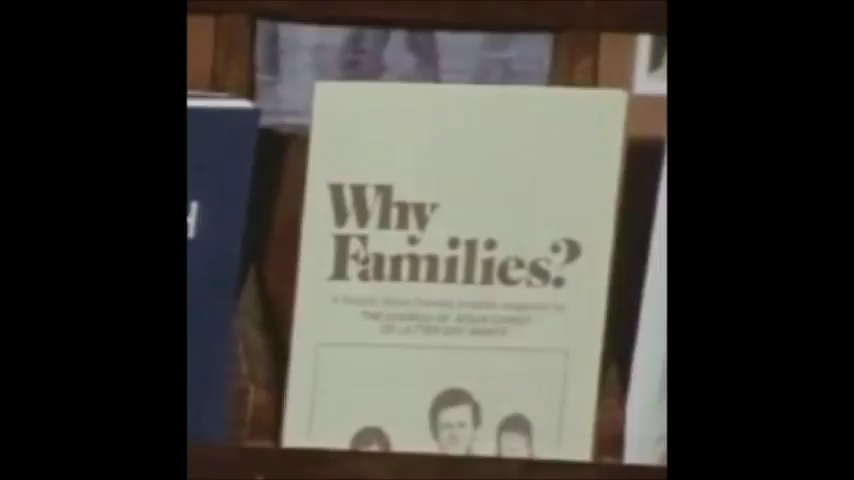 Why
Families?
THE CHURCH OF JESUS CHRIST
OF LATTER-DAY SAINTS